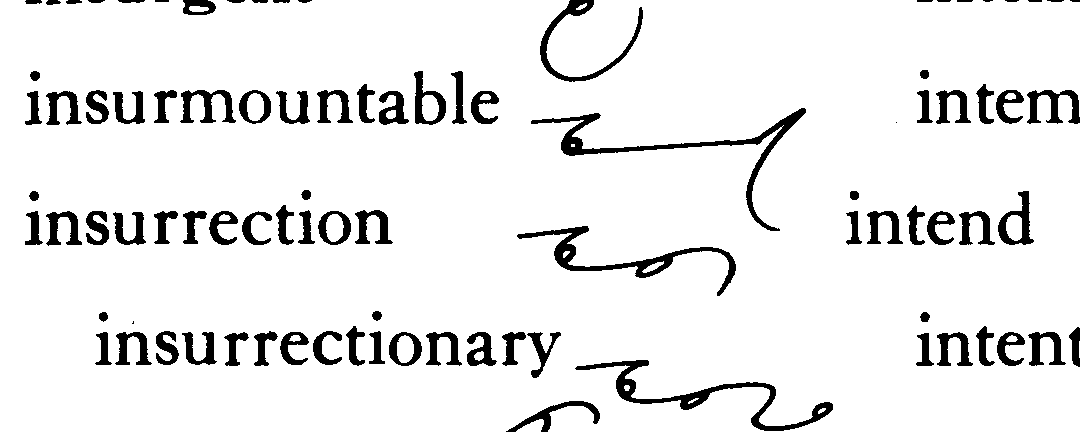 insurmountable intem
insurrection intend
insurrectionary intent